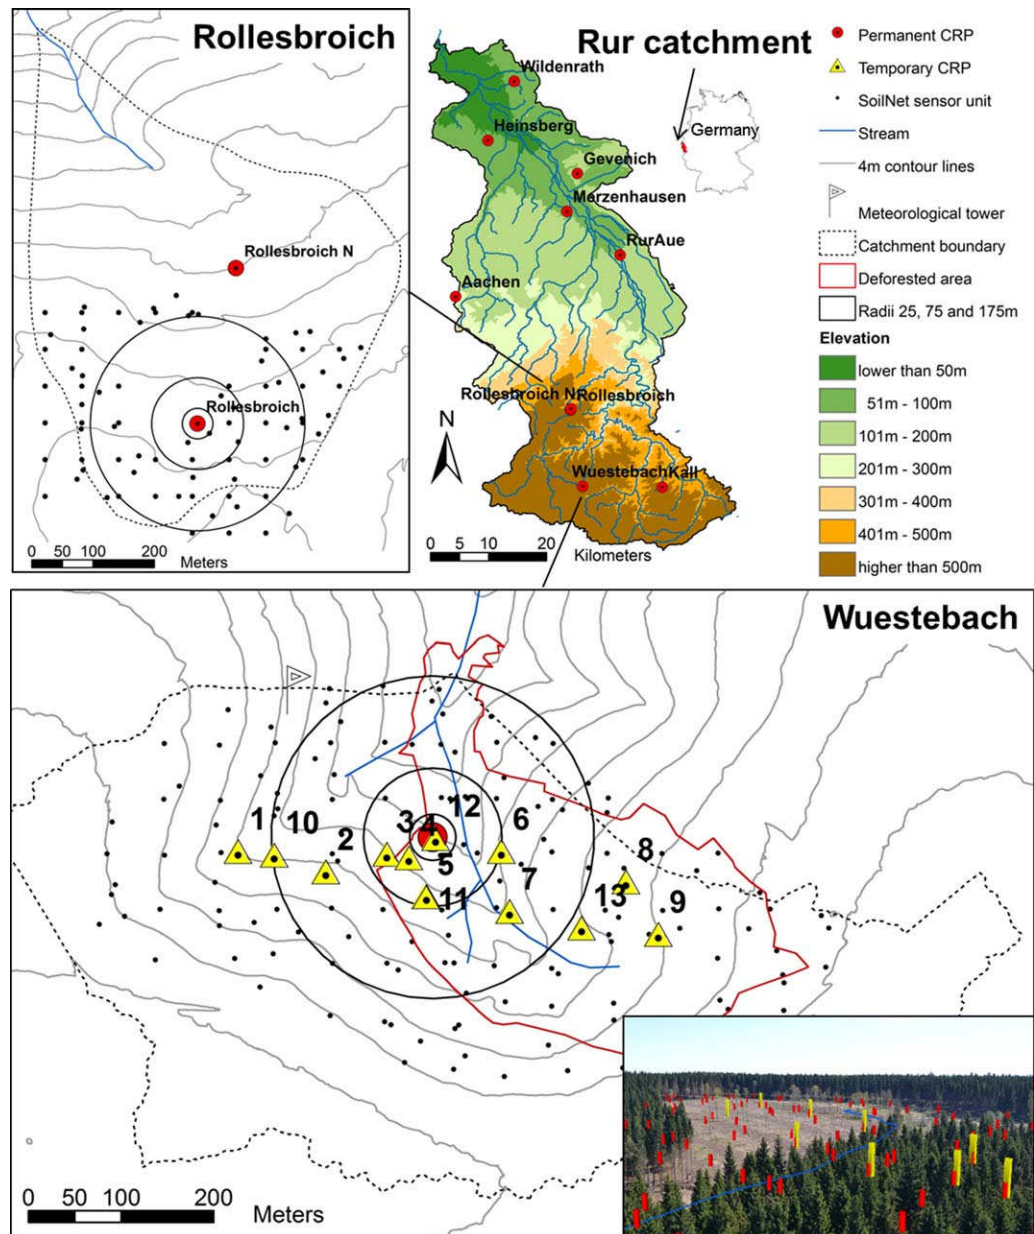 Rollesbroich
Rollesbroich N
Rollesbroich
0 50 100 200
Meters
Rur catchment
Wildenrath
Heinsberg
Gevenich
Merzenhausen
RurAue
Aachen
Rollesbroich N
Rollesbroich
Wuestebach
Kall
Germany
N
0 5 10 20
Kilometers
Permanent CRP
Temporary CRP
SoilNet sensor unit
Stream
4m contour lines
Meteorological tower
Catchment boundary
Deforested area
Radii 25, 75 and 175m
Elevation
lower than 50m
51m - 100m
101m - 200m
201m - 300m
301m - 400m
401m - 500m
higher than 500m
Wuestebach
1
10
2
3
4
12
5
11
6
7
13
8
9
0 50 100 200
Meters